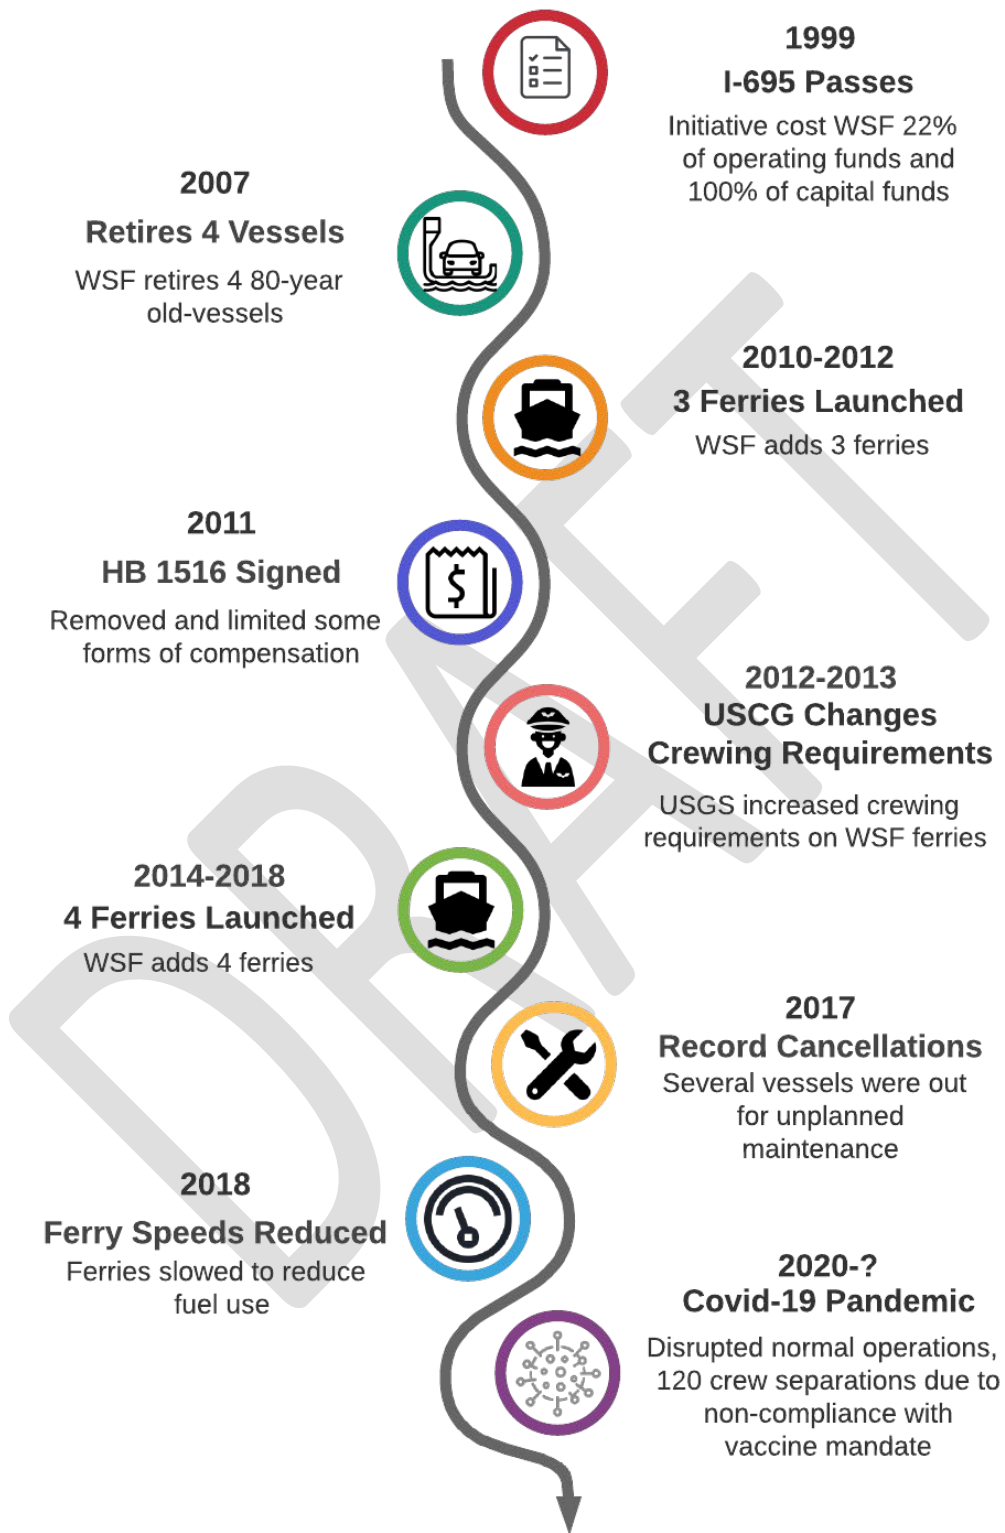 1999
I-695 Passes
Initiative cost WSF 22%
of operating funds and
100% of capital funds
2007
Retires 4 Vessels
WSF retires 4 80-year
old-vessels
2010-2012
3 Ferries Launched
WSF adds 3 ferries
2011
HB 1516 Signed
Removed and limited some
forms of compensation
2012-2013
USCG Changes
Crewing Requirements
USGS increased crewing
requirements on WSF ferries
2014-2018
4 Ferries Launched
WSF adds 4 ferries
2017
Record Cancellations
Several vessels were out
for unplanned
maintenance
2018
Ferry Speeds Reduced
Ferries slowed to reduce
fuel use
2020-?
Covid-19 Pandemic
Disrupted normal operations,
120 crew separations due to
non-compliance with
vaccine mandate
$
DRAFT